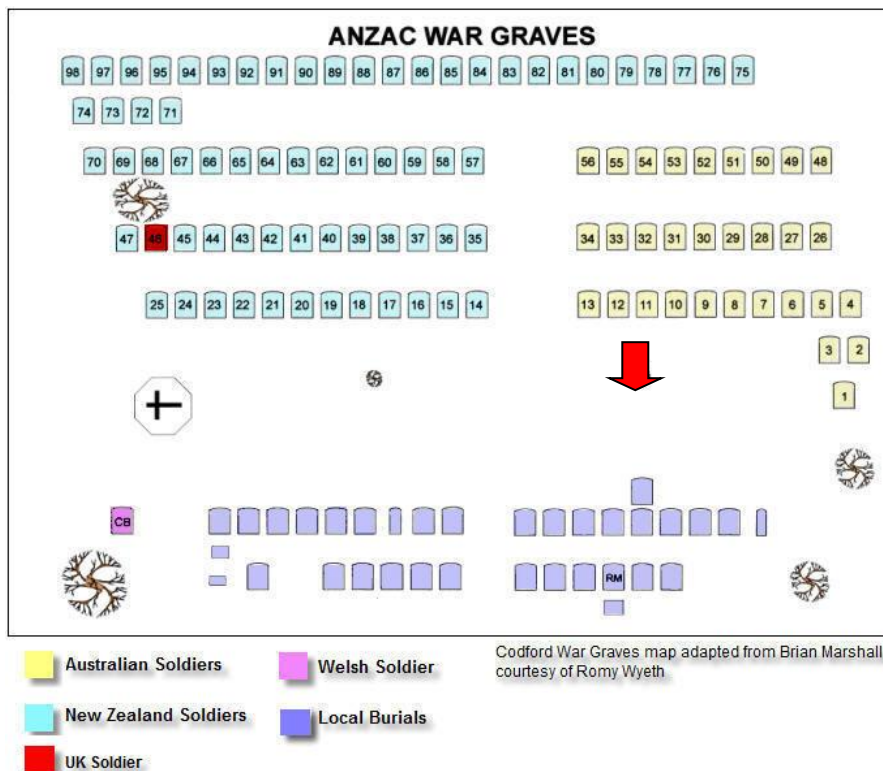 ANZAC WAR GRAVES
98 97 96 95 94 93 92 91 90 89 88 87 86 85 84 83 82 81 80 79 78 77 76 75
74 73 72 71
70 69 68 67 66 65 64 63 62 61 60 59 58 57 56 55 54 53 52 51 50 49 48
47 46 45 44 43 42 41 40 39 38 37 36 35 34 33 32 31 30 29 28 27 26
25 24 23 22 21 20 19 18 17 16 15 14 13 12 11 10 9 8 7 6 5 4
3 2
1
CB
RM
Australian Soldiers
Welsh Soldier
Codford War Graves map adapted from Brian Marshall
courtesy of Romy Wyeth
New Zealand Soldiers
Local Burials
UK Soldier